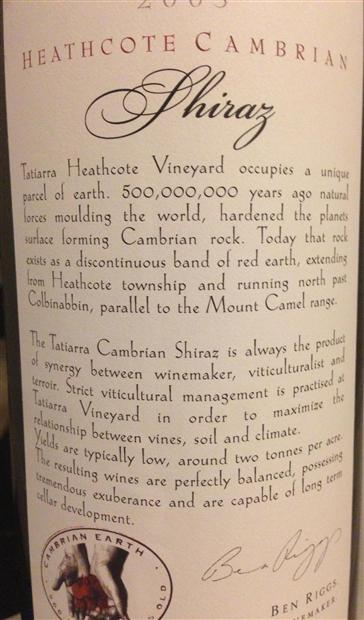 2005
HEATHCOTE CAMBRIAN
Shiraz
Tatiarra Heathcote Vineyard occupies a unique
parcel of earth. 500,000,000 years ago natural
forces moulding the world, hardened the planets
surface forming Cambrian rock. Today that rock
exists as a discontinuous band of red earth, extending
from Heathcote township and running north past
Colbinabbin, parallel to the Mount Camel range.
The Tatiarra Cambrian Shiraz is always the product
of synergy between winemaker, viticulturalist and
terroir. Strict viticultural management is practised at
Tatiarra Vineyard in order to maximize the
relationship between vines, soil and climate.
Yields are typically low, around two tonnes per acre.
The resulting wines are perfectly balanced, possessing
tremendous exuberance and are capable of long term
cellar development.
CAMBRIAN EARTH
OLD
Ben Riggs
BEN RIGGS